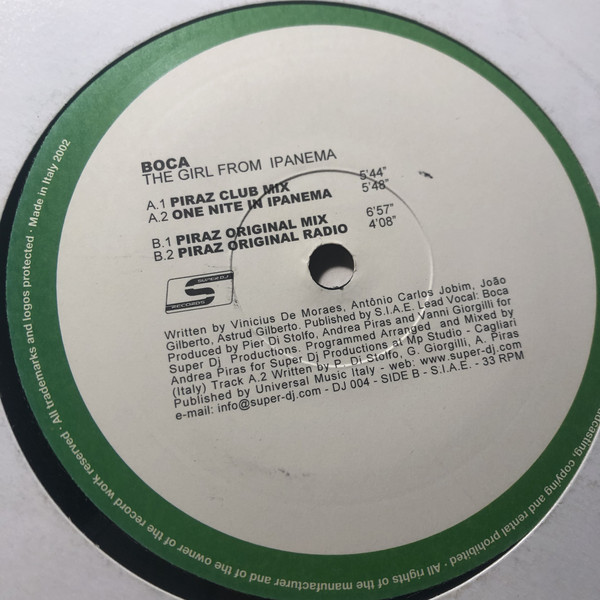 BOCA
THE GIRL FROM IPANEMA
A.1 PIRAZ CLUB MIX 5'44"
A.2 ONE NITE IN IPANEMA 5'48"
B.1 PIRAZ ORIGINAL MIX 6'57"
B.2 PIRAZ ORIGINAL RADIO 4'08"
SUPER DJ
RECORDS
Written by Vinicius De Moraes, Antônio Carlos Jobim, João
Gilberto, Astrud Gilberto. Published by S.I.A.E. Lead Vocal: Boca
Produced by Pier Di Stolfo, Andrea Piras and Vanni Giorgilli for
Super Dj Productions. Programmed Arranged and Mixed by
Andrea Piras for Super Dj Productions at Mp Studio - Cagliari
(Italy) Track A.2 Written by P. Di Stolfo, G. Giorgilli, A. Piras
Published by Universal Music Italy - web: www.super-dj.com
e-mail: info@super-dj.com - DJ 004 - SIDE B - S.I.A.E. - 33 RPM
All rights of the manufacturer and of the owner of the record work reserved · All trademarks and logos protected · Made in Italy 2002
copying and rental prohibited ·